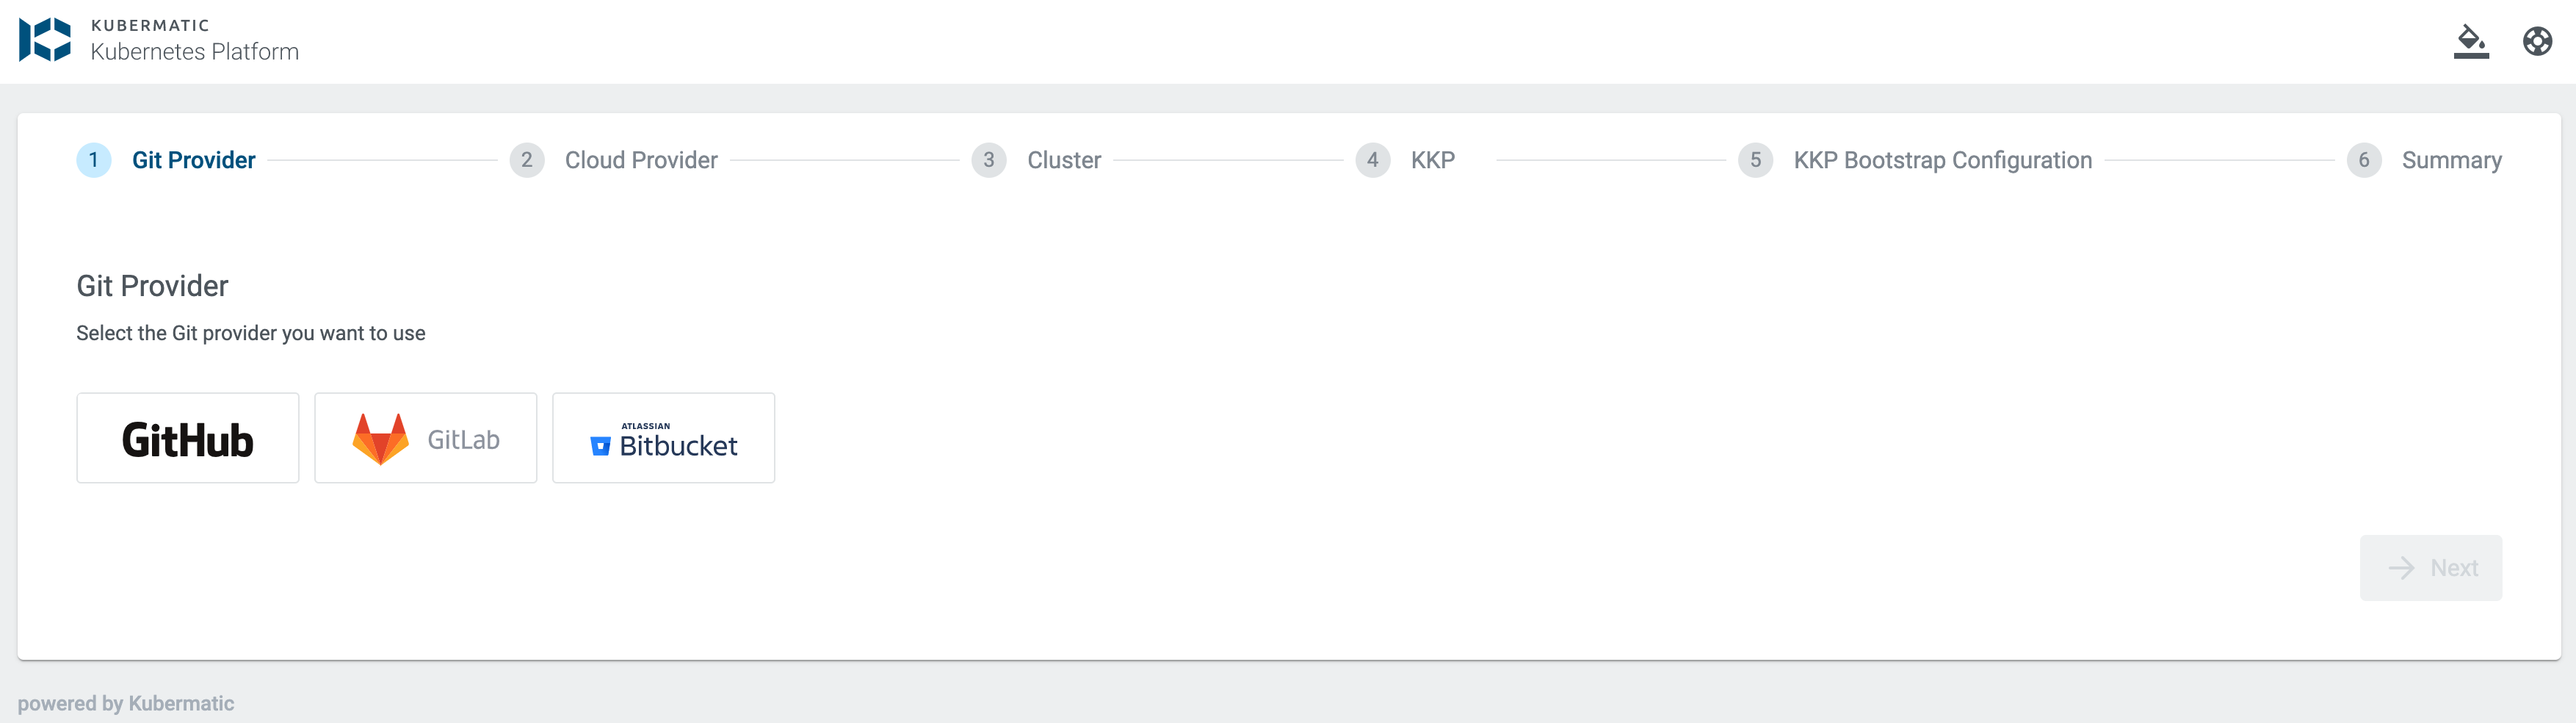 KUBERMATIC
Kubernetes Platform
1 Git Provider 2 Cloud Provider 3 Cluster 4 KKP 5 KKP Bootstrap Configuration 6 Summary
Git Provider
Select the Git provider you want to use
GitHub GitLab ATLASSIAN Bitbucket
Next
powered by Kubermatic